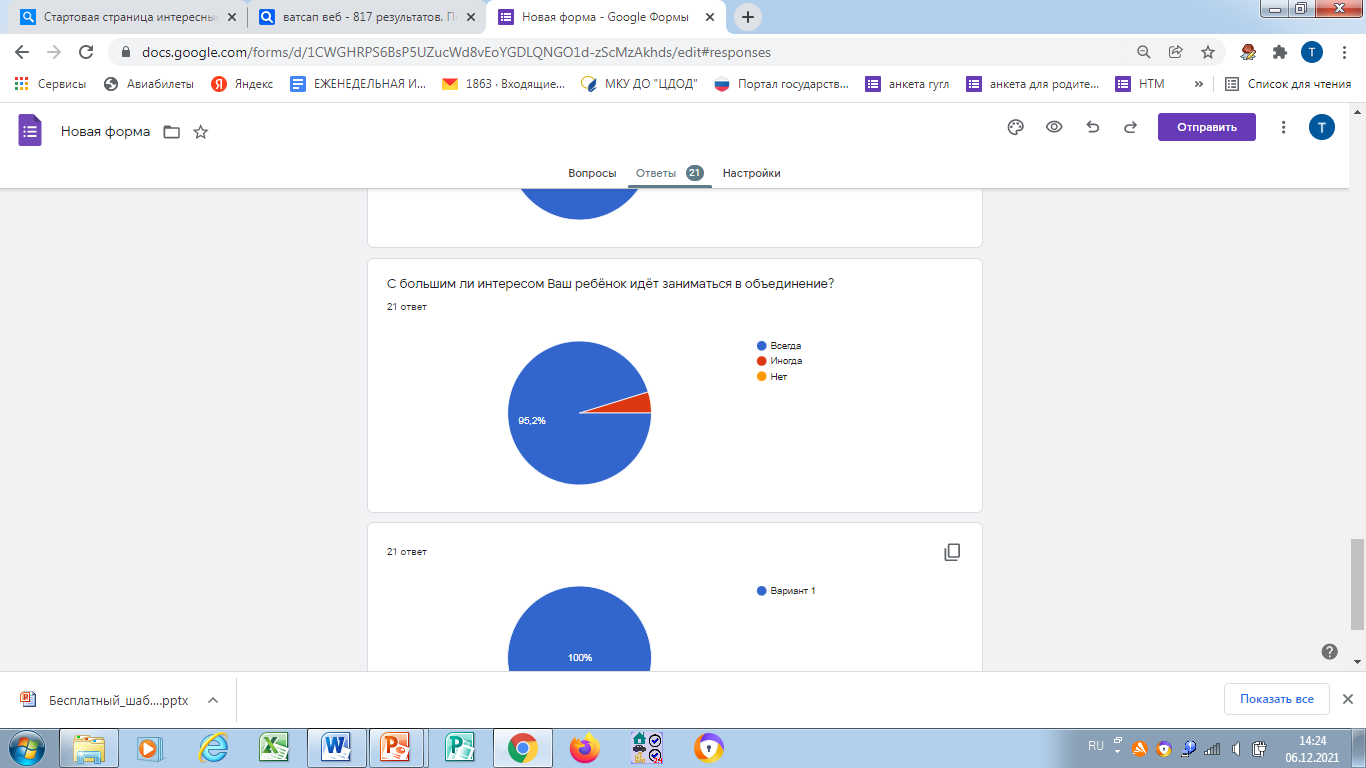 Стартовая страница интересны
ватсап веб - 817 результатов. П
Новая форма - Google Формы
docs.google.com/forms/d/1CWGHRPS6BsP5UZucWd8vEoYGDLQNGO1d-zScMzAkhds/edit#responses
T
Сервисы
Авиабилеты
Яндекс
ЕЖЕНЕДЕЛЬНАЯ И...
1863 · Входящие...
МКУ ДО "ЦДОД"
Портал государств...
анкета гугл
анкета для родите...
НТМ
»
Список для чтения
Новая форма
Отправить
T
Вопросы
Ответы 21
Настройки
С большим ли интересом Ваш ребёнок идёт заниматься в объединение?
21 ответ
Всегда
Иногда
Нет
95,2%
21 ответ
Вариант 1
100%
Бесплатный_шаб....pptx
Показать все
RU
14:24
06.12.2021